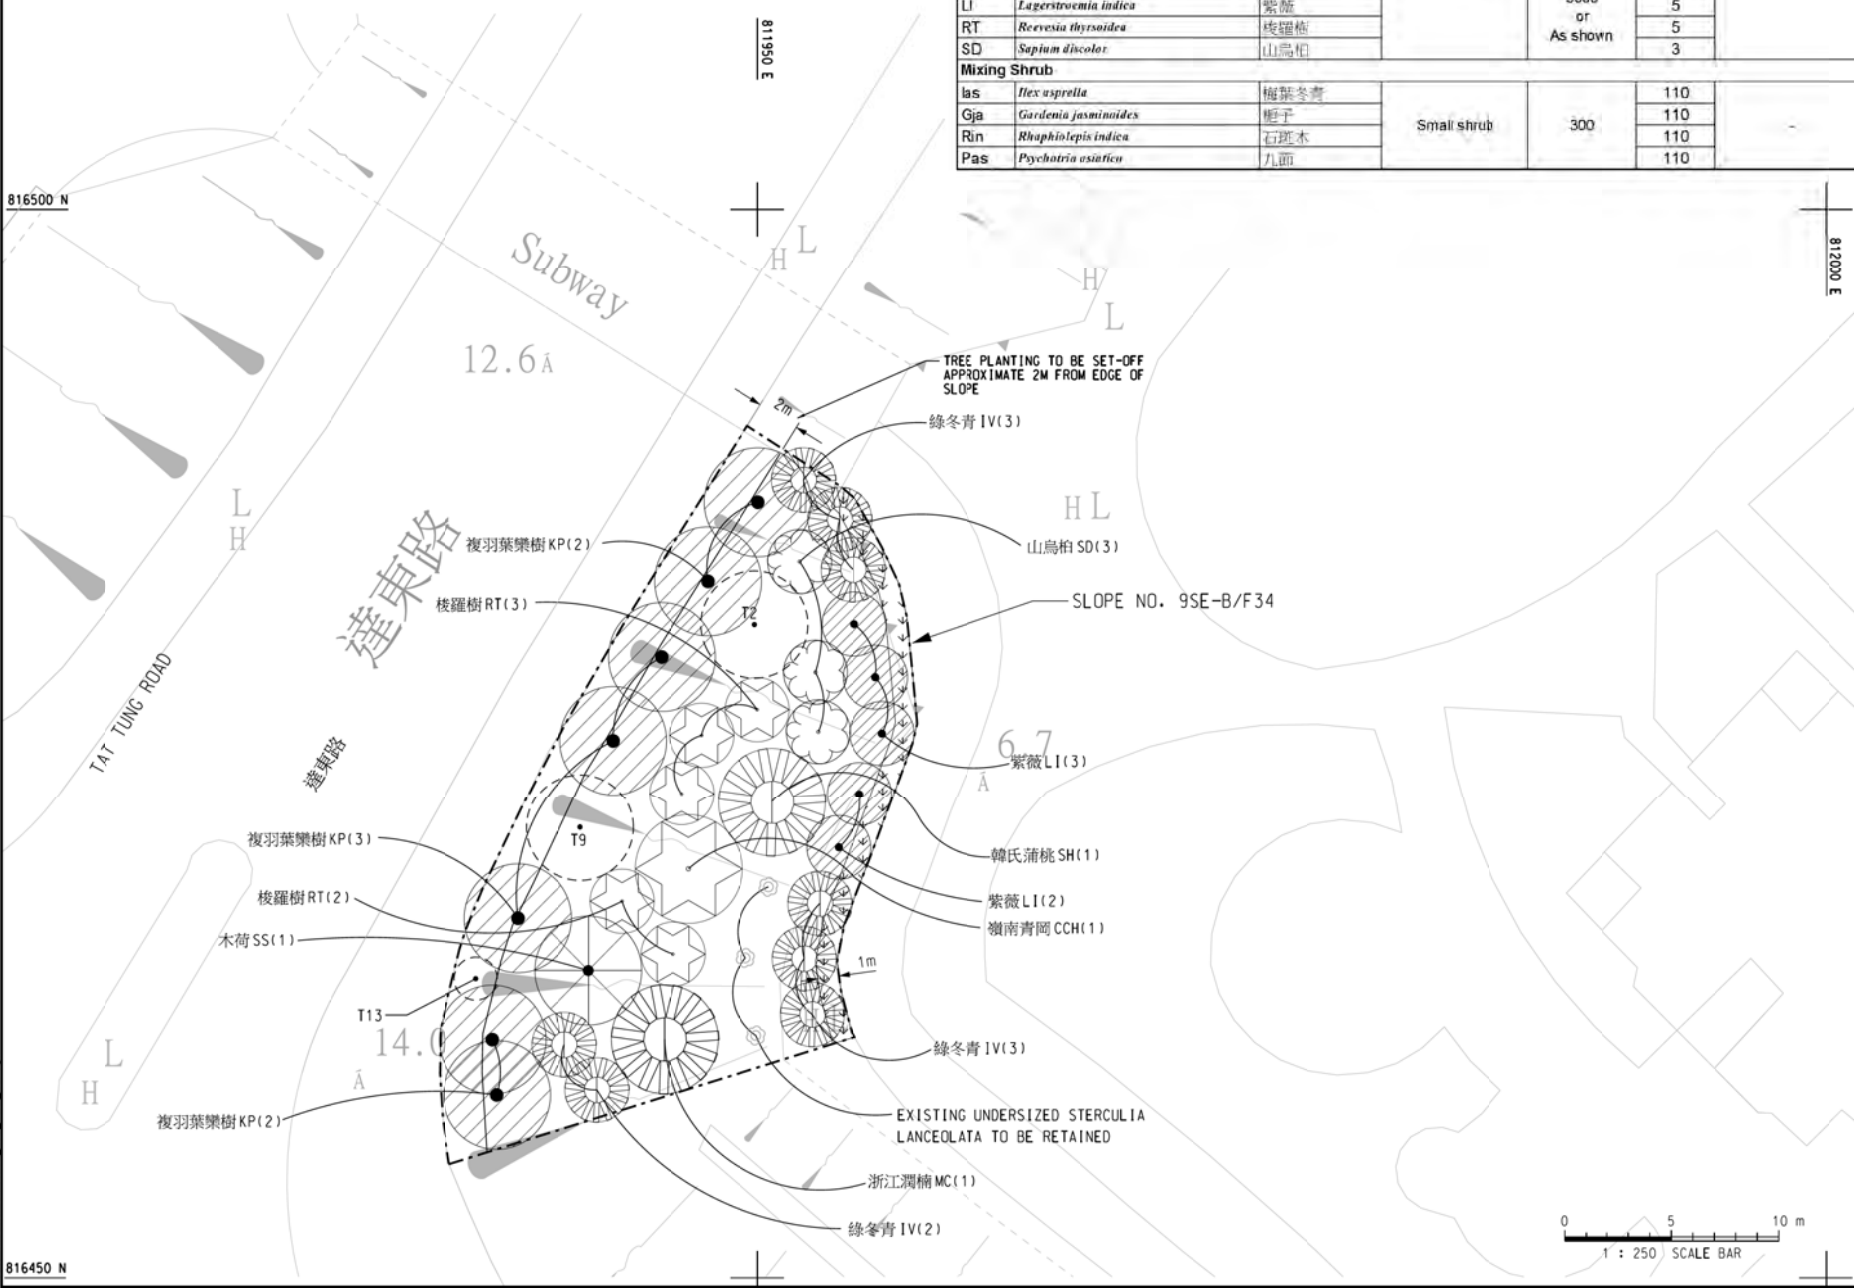 LI Lagerstroemia indica 紫薇 5
or
RT Reevesia thyrsoidea 梭羅樹 As shown 5
SD Sapium discolor 山烏桕 3
Mixing Shrub
Ias Ilex asprella 梅葉冬青 110
Gja Gardenia jasminoides 梔子 110
Rin Rhaphiolepis indica 石斑木 Small shrub 300 110 -
Pas Psychotria asiatica 九節 110
811950 E
816500 N
812000 E
Subway
H L
H
L
12.6
TREE PLANTING TO BE SET-OFF
APPROXIMATE 2M FROM EDGE OF
SLOPE
2m
綠冬青 IV(3)
L
H
H L
複羽葉欒樹 KP(2)
山烏桕 SD(3)
達東路
梭羅樹 RT(3)
T2
SLOPE NO. 9SE-B/F34
TAT TUNG ROAD
達東路
6.7
紫薇 LI(3)
T9
複羽葉欒樹 KP(3)
韓氏蒲桃 SH(1)
梭羅樹 RT(2)
紫薇 LI(2)
嶺南青岡 CCH(1)
木荷 SS(1)
1m
T13
14.0
L
H
綠冬青 IV(3)
複羽葉欒樹 KP(2)
EXISTING UNDERSIZED STERCULIA
LANCEOLATA TO BE RETAINED
浙江潤楠 MC(1)
綠冬青 IV(2)
0 5 10 m
1 : 250 SCALE BAR
816450 N